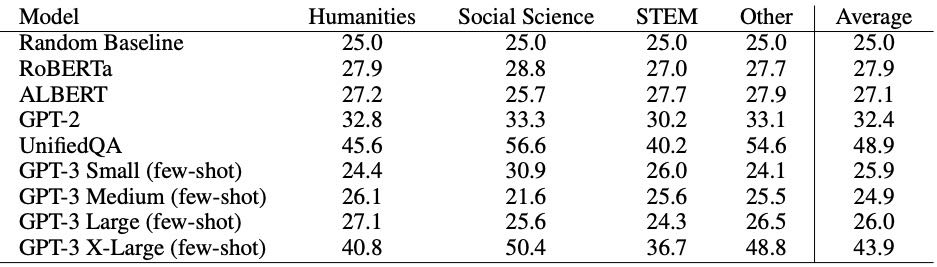 Model Humanities Social Science STEM Other Average
Random Baseline 25.0 25.0 25.0 25.0 25.0
RoBERTa 27.9 28.8 27.0 27.7 27.9
ALBERT 27.2 25.7 27.7 27.9 27.1
GPT-2 32.8 33.3 30.2 33.1 32.4
UnifiedQA 45.6 56.6 40.2 54.6 48.9
GPT-3 Small (few-shot) 24.4 30.9 26.0 24.1 25.9
GPT-3 Medium (few-shot) 26.1 21.6 25.6 25.5 24.9
GPT-3 Large (few-shot) 27.1 25.6 24.3 26.5 26.0
GPT-3 X-Large (few-shot) 40.8 50.4 36.7 48.8 43.9